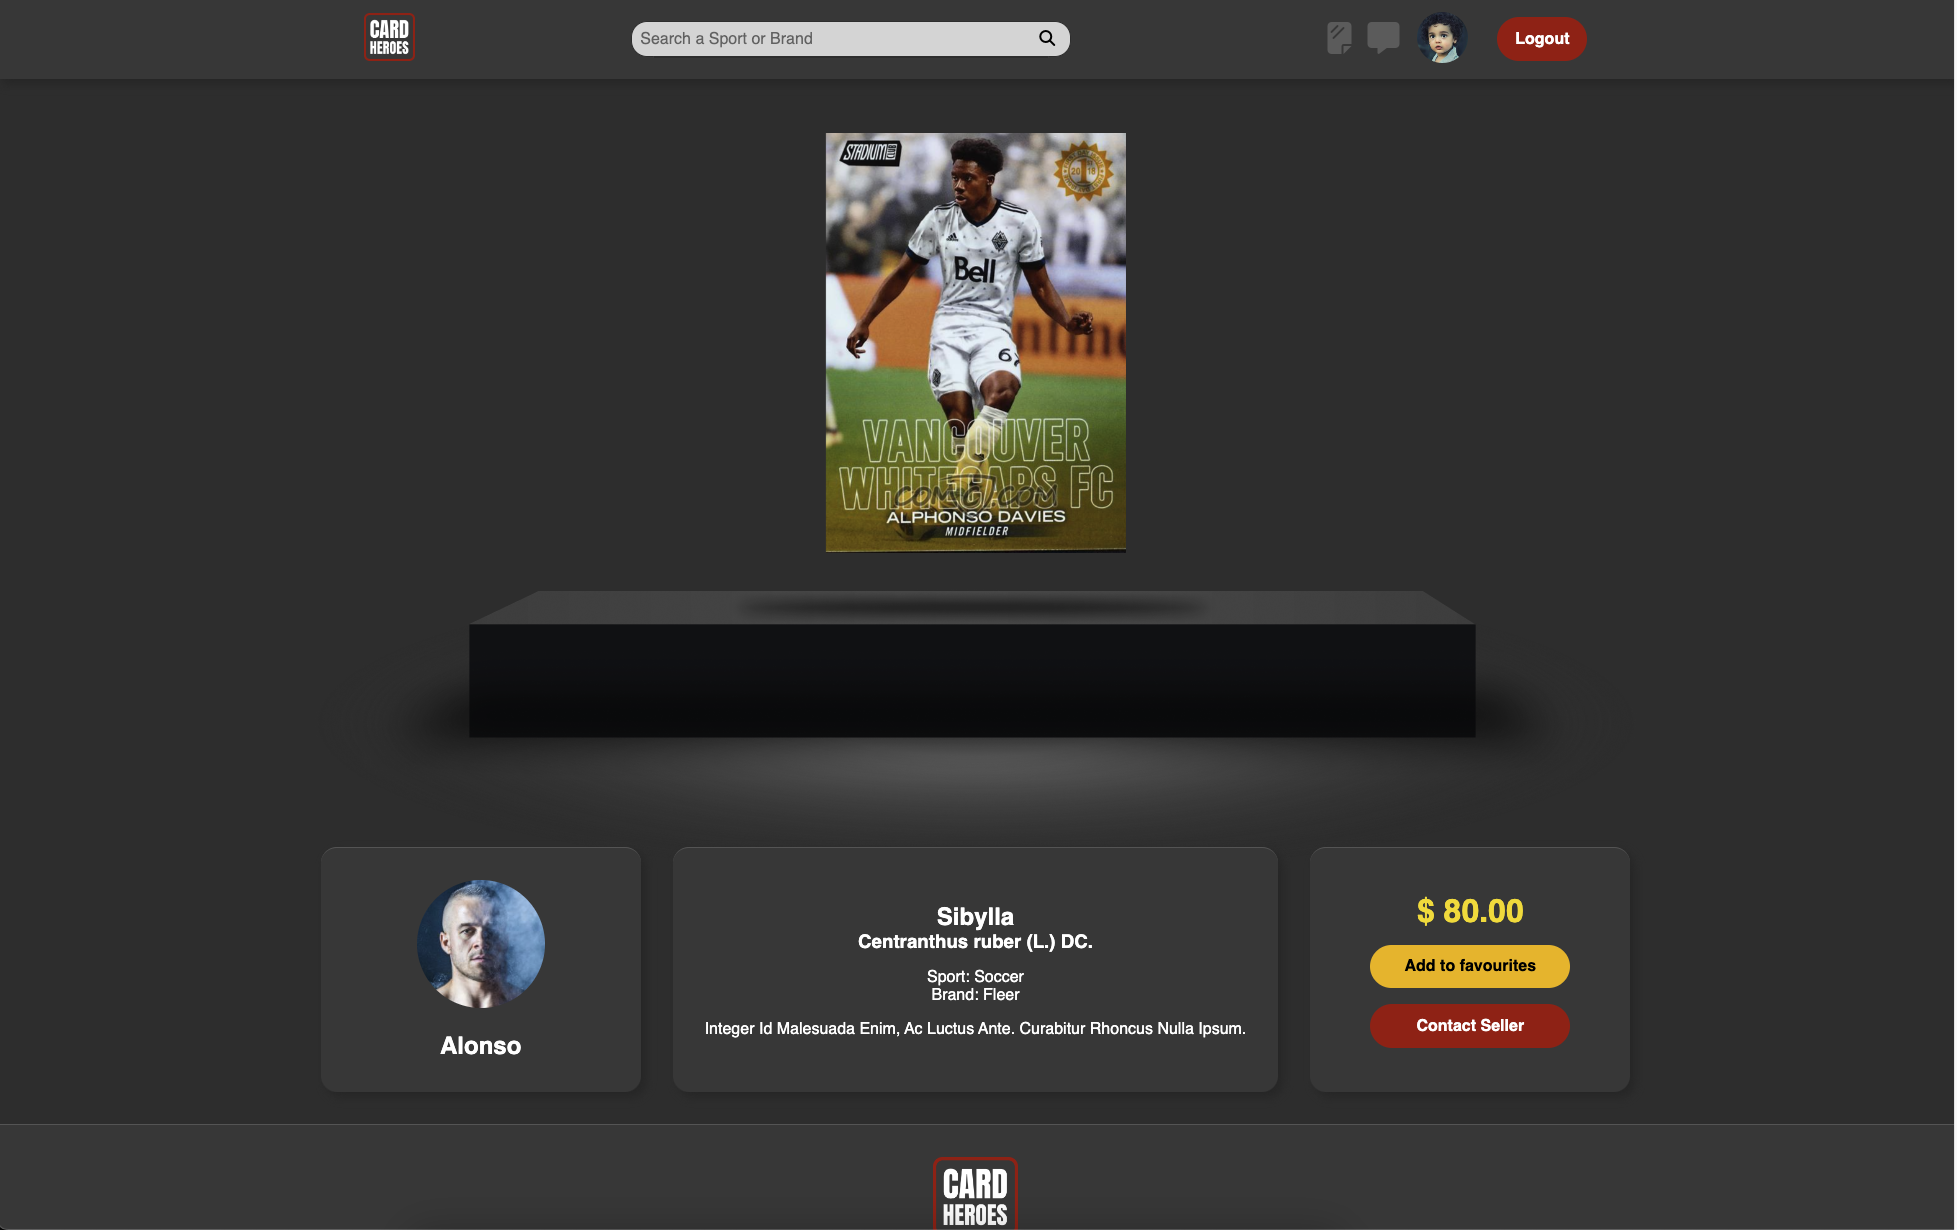 CARD
HEROES
Search a Sport or Brand
Logout
STADIUM
1
2018
Bell
6
VANCOUVER
WHITECAPS FC
COMC.COM
ALPHONSO DAVIES
MIDFIELDER
Alonso
Sibylla
Centranthus ruber (L.) DC.
Sport: Soccer
Brand: Fleer
Integer Id Malesuada Enim, Ac Luctus Ante. Curabitur Rhoncus Nulla Ipsum.
$ 80.00
Add to favourites
Contact Seller
CARD
HEROES